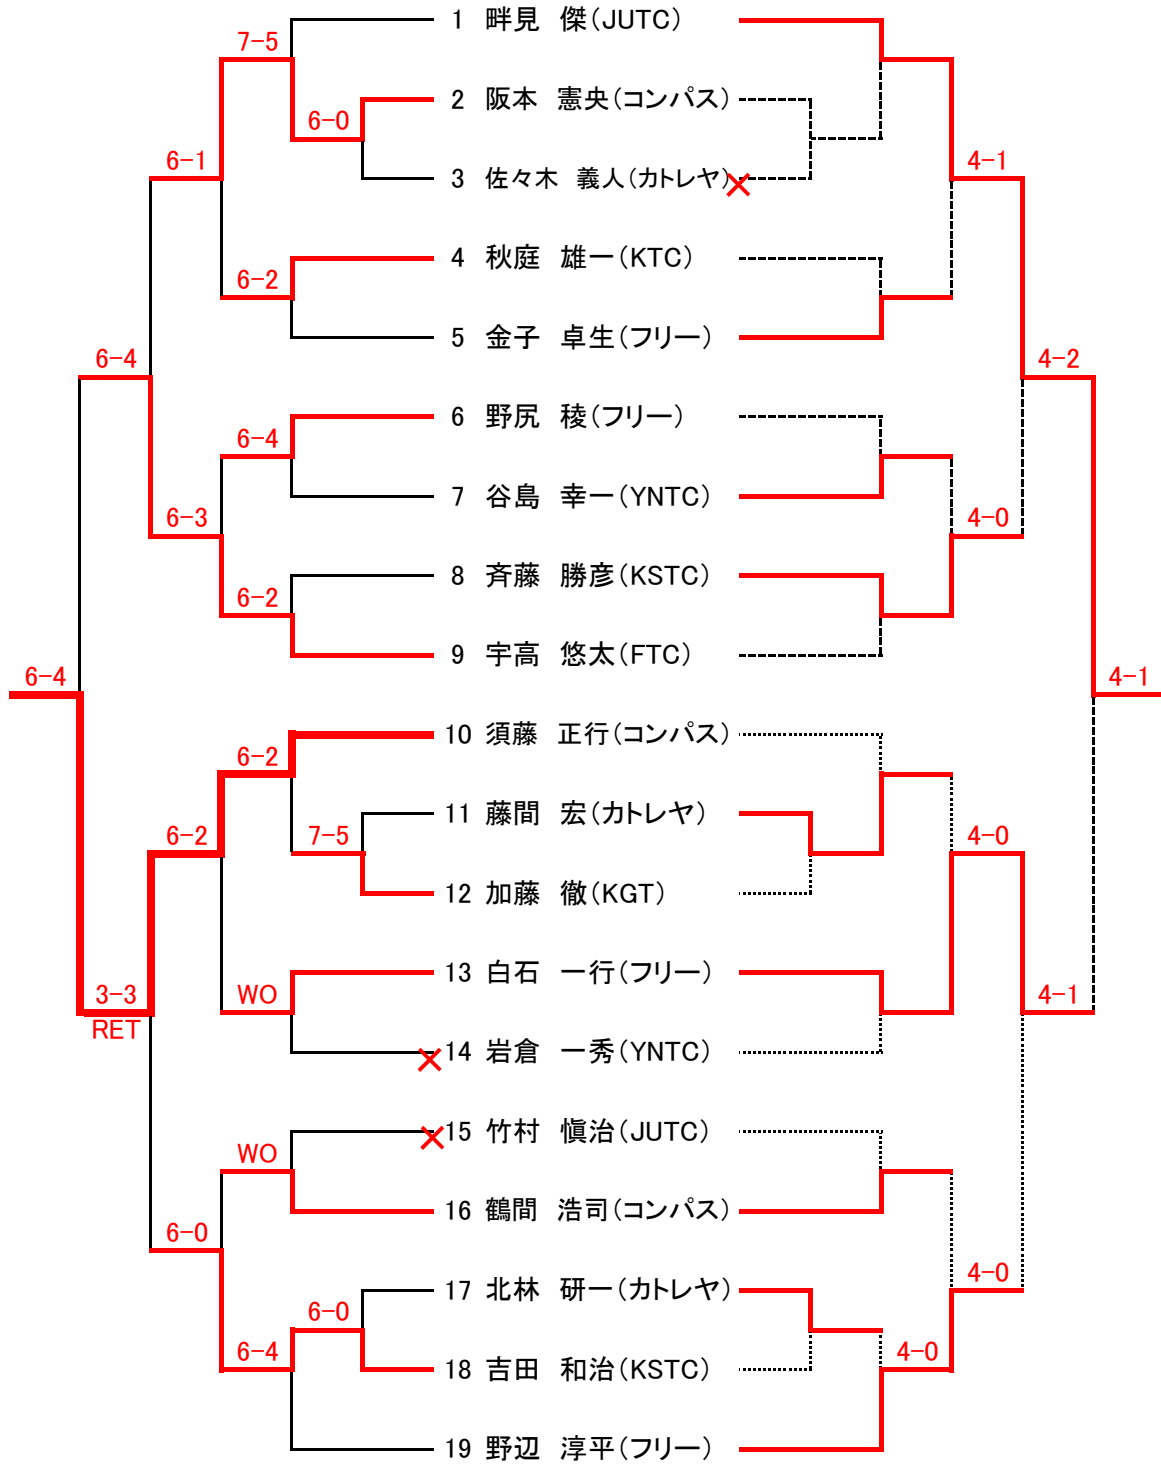 1 畔見 傑(JUTC)
7-5
2 阪本 憲央(コンパス)
6-0
6-1
4-1
3 佐々木 義人(カトレヤ)
4 秋庭 雄一(KTC)
6-2
5 金子 卓生(フリー)
6-4
4-2
6 野尻 稜(フリー)
6-4
7 谷島 幸一(YNTC)
6-3
4-0
8 斉藤 勝彦(KSTC)
6-2
9 宇高 悠太(FTC)
6-4
4-1
10 須藤 正行(コンパス)
6-2
11 藤間 宏(カトレヤ)
6-2
7-5
4-0
12 加藤 徹(KGT)
13 白石 一行(フリー)
3-3
WO
4-1
RET
14 岩倉 一秀(YNTC)
15 竹村 愼治(JUTC)
WO
16 鶴間 浩司(コンパス)
6-0
4-0
17 北林 研一(カトレヤ)
6-0
6-4
4-0
18 吉田 和治(KSTC)
19 野辺 淳平(フリー)